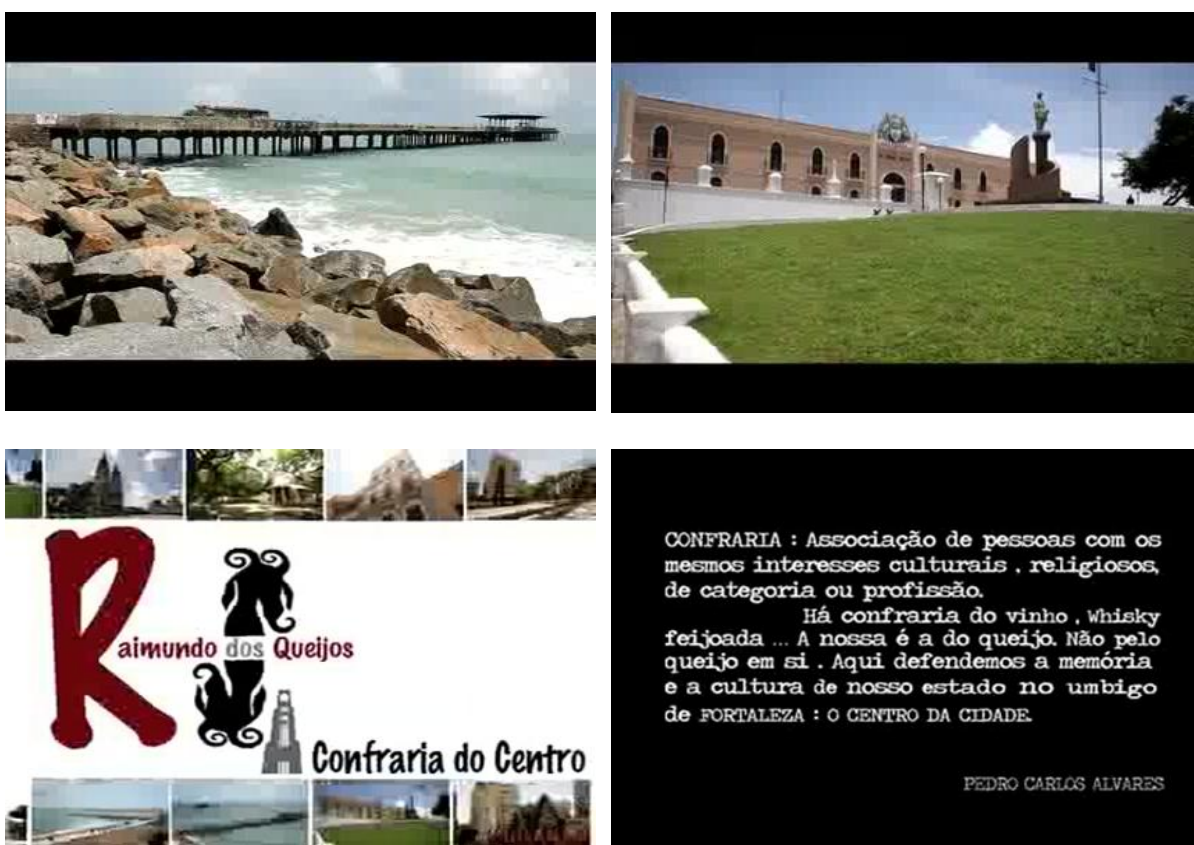 Raimundo dos Queijos
Confraria do Centro
CONFRARIA : Associação de pessoas com os
mesmos interesses culturais , religiosos,
de categoria ou profissão.
Há confraria do vinho , Whisky
feijoada ... A nossa é a do queijo. Não pelo
queijo em si . Aqui defendemos a memória
e a cultura de nosso estado no umbigo
de FORTALEZA : O CENTRO DA CIDADE.
PEDRO CARLOS ALVARES